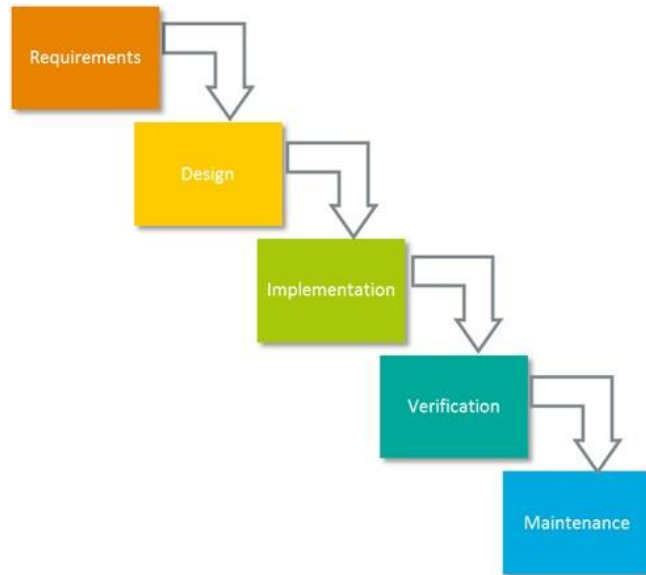 Requirements
Design
Implementation
Verification
Maintenance